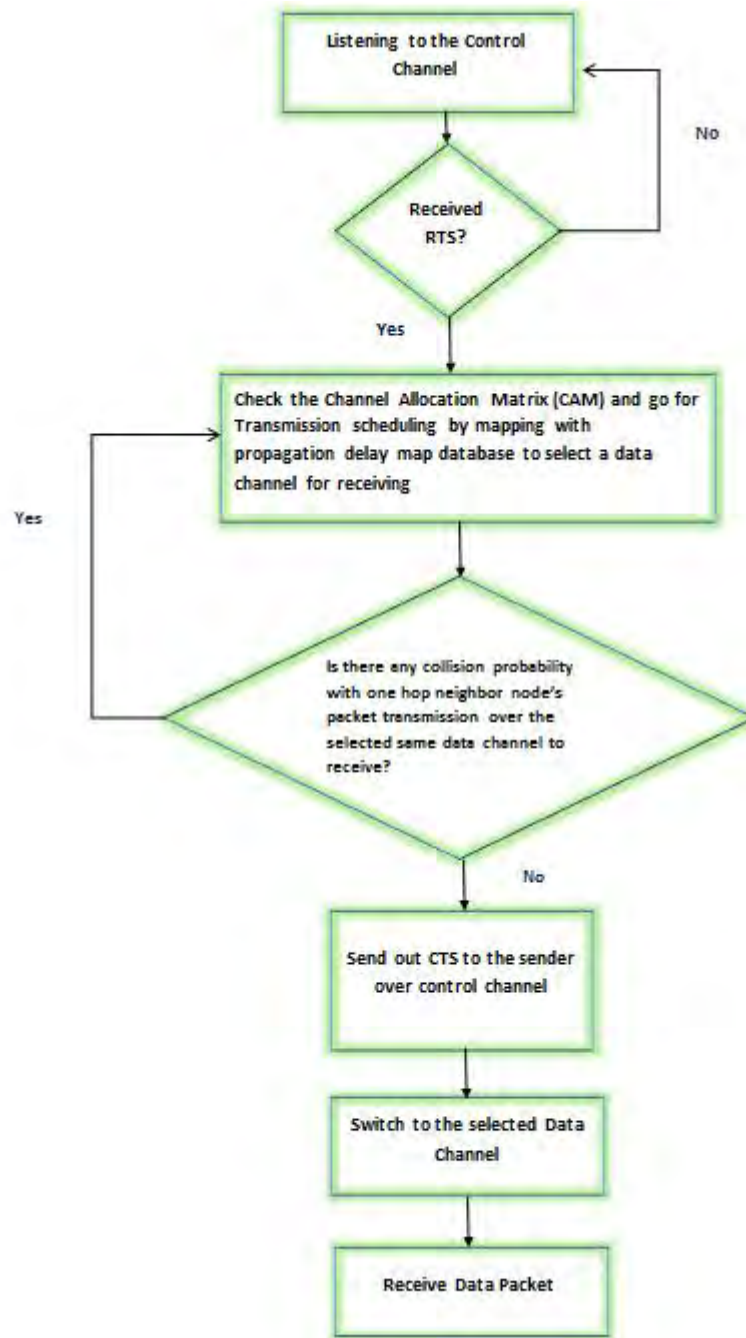 Listening to the Control
Channel
No
Received
RTS?
Yes
Check the Channel Allocation Matrix (CAM) and go for
Transmission scheduling by mapping with
propagation delay map database to select a data
channel for receiving
Yes
Is there any collision probability
with one hop neighbor node's
packet transmission over the
selected same data channel to
receive?
No
Send out CTS to the sender
over control channel
Switch to the selected Data
Channel
Receive Data Packet